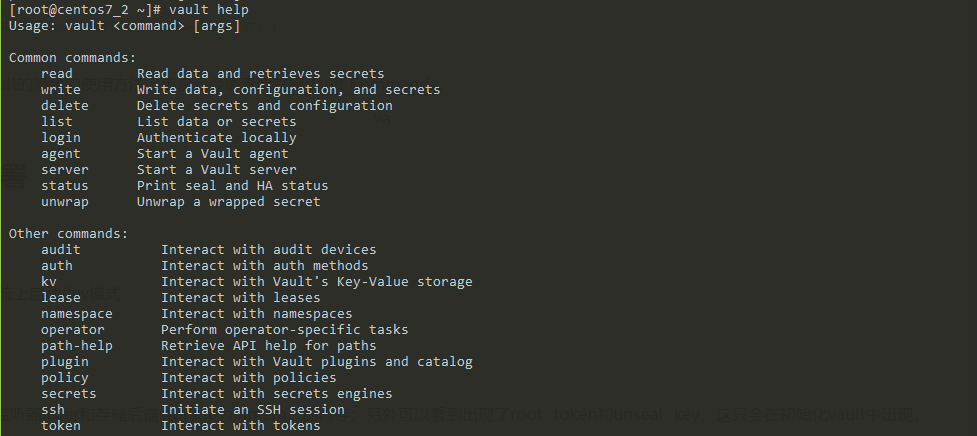 [root@centos7_2 ~]# vault help
Usage: vault <command> [args]
Common commands:
read Read data and retrieves secrets
write Write data, configuration, and secrets
delete Delete secrets and configuration
list List data or secrets
login Authenticate locally
agent Start a Vault agent
server Start a Vault server
status Print seal and HA status
unwrap Unwrap a wrapped secret
Other commands:
audit Interact with audit devices
auth Interact with auth methods
kv Interact with Vault's Key-Value storage
lease Interact with leases
namespace Interact with namespaces
operator Perform operator-specific tasks
path-help Retrieve API help for paths
plugin Interact with Vault plugins and catalog
policy Interact with policies
secrets Interact with secrets engines
ssh Initiate an SSH session
token Interact with tokens